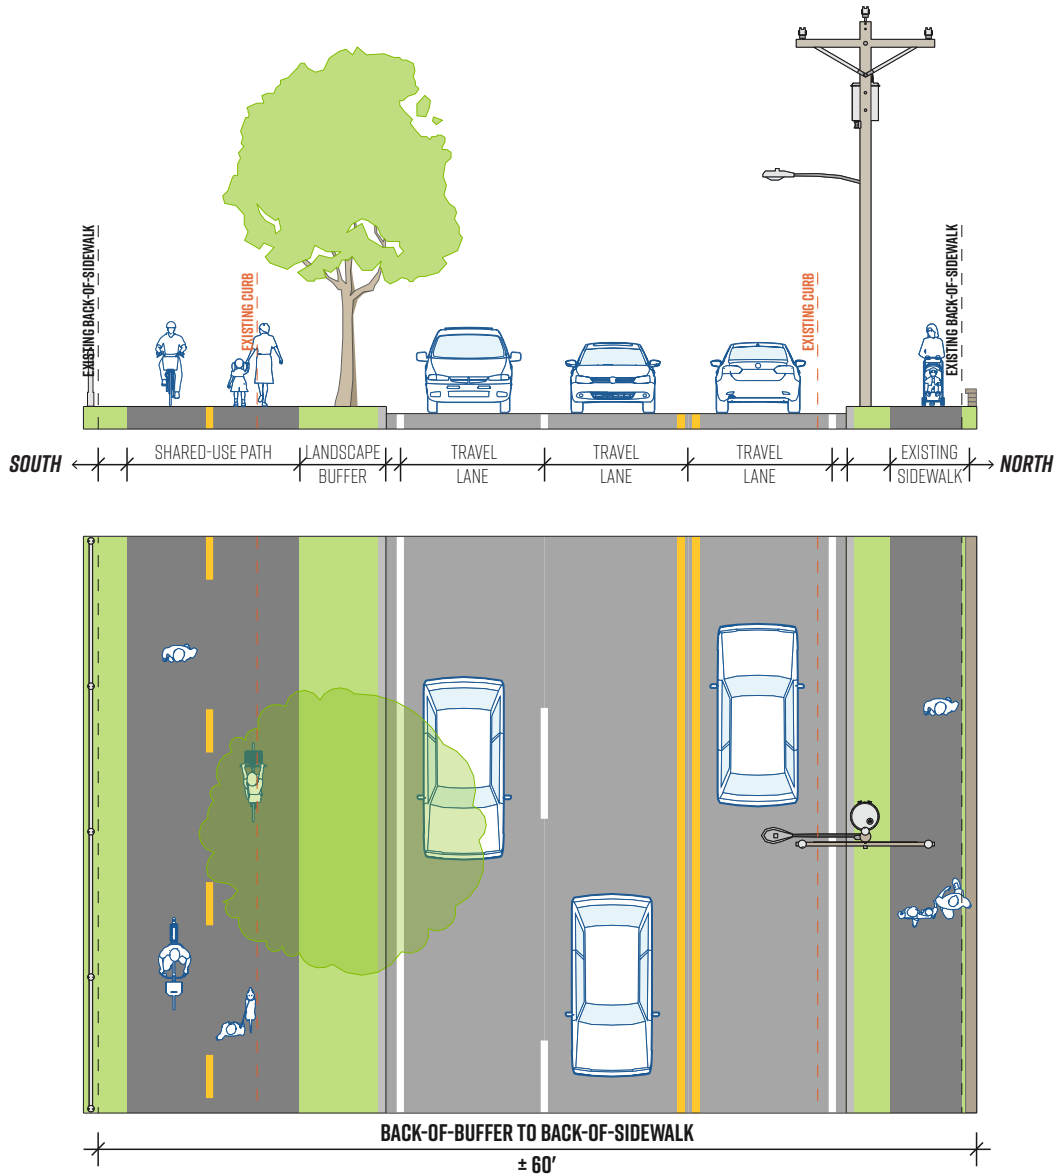 EXISTING BACK-OF-SIDEWALK
EXISTING CURB
EXISTING CURB
EXISTING BACK-OF-SIDEWALK
SOUTH
SHARED-USE PATH
LANDSCAPE
BUFFER
TRAVEL
LANE
TRAVEL
LANE
TRAVEL
LANE
EXISTING
SIDEWALK
NORTH
BACK-OF-BUFFER TO BACK-OF-SIDEWALK
± 60'